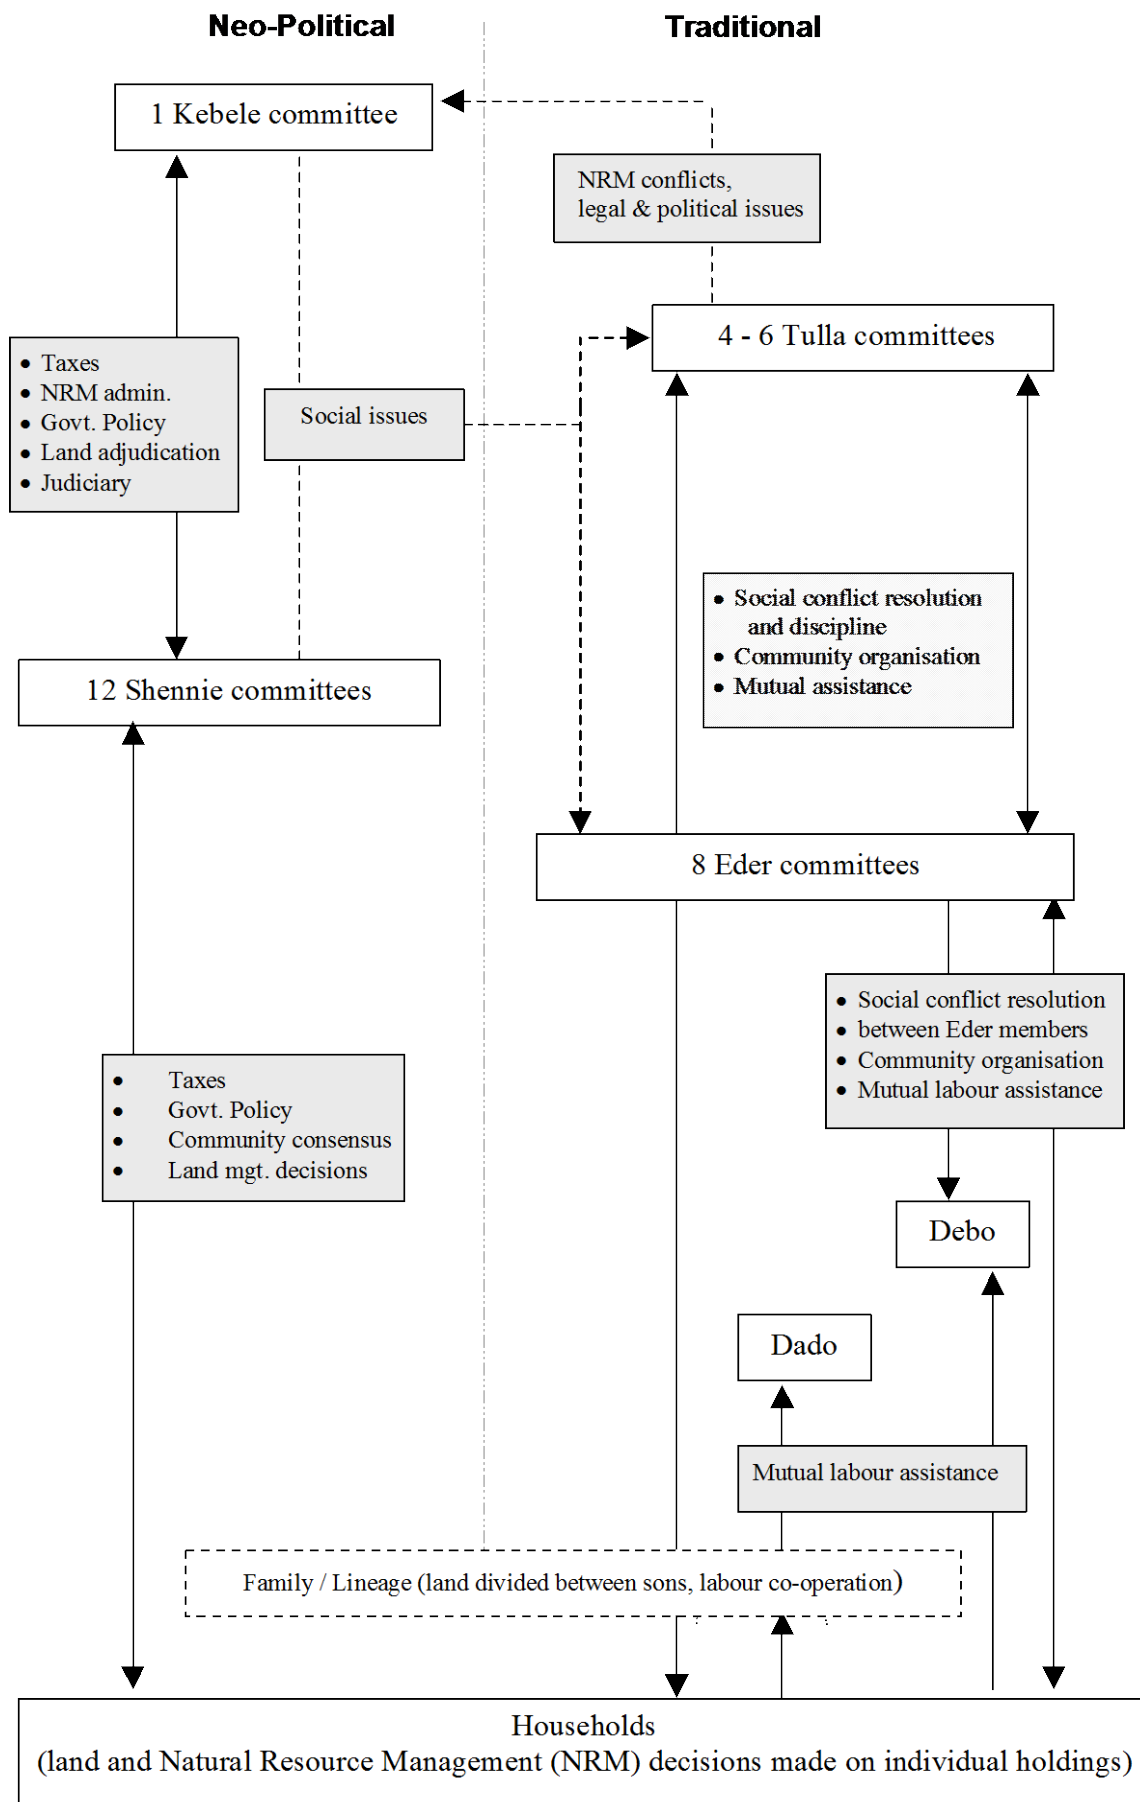 Neo-Political
Traditional
1 Kebele committee
NRM conflicts,
legal & political issues
4 - 6 Tulla committees
• Taxes
• NRM admin.
• Govt. Policy
• Land adjudication
• Judiciary
Social issues
• Social conflict resolution
and discipline
• Community organisation
• Mutual assistance
12 Shennie committees
8 Eder committees
• Social conflict resolution
• between Eder members
• Community organisation
• Mutual labour assistance
• Taxes
• Govt. Policy
• Community consensus
• Land mgt. decisions
Debo
Dado
Mutual labour assistance
Family / Lineage (land divided between sons, labour co-operation)
Households
(land and Natural Resource Management (NRM) decisions made on individual holdings)